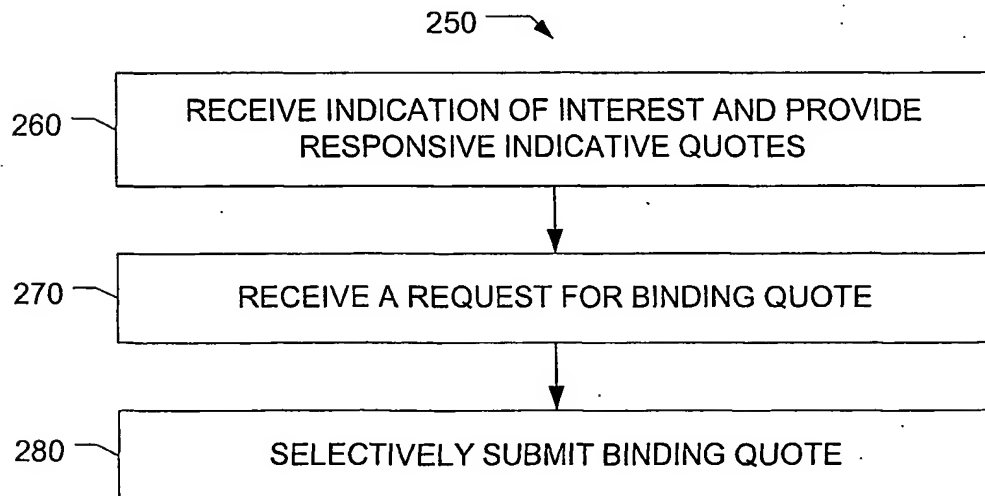 250
260
RECEIVE INDICATION OF INTEREST AND PROVIDE
RESPONSIVE INDICATIVE QUOTES
270
RECEIVE A REQUEST FOR BINDING QUOTE
280
SELECTIVELY SUBMIT BINDING QUOTE